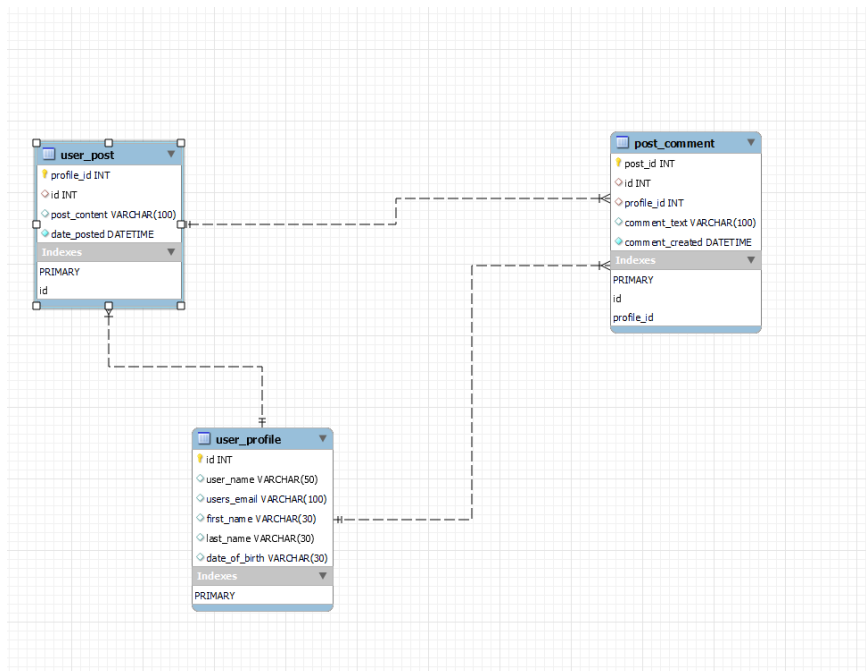 user_post
profile_id INT
id INT
post_content VARCHAR(100)
date_posted DATETIME
Indexes
PRIMARY
id
post_comment
post_id INT
id INT
profile_id INT
comment_text VARCHAR(100)
comment_created DATETIME
Indexes
PRIMARY
id
profile_id
user_profile
id INT
user_name VARCHAR(50)
users_email VARCHAR(100)
first_name VARCHAR(30)
last_name VARCHAR(30)
date_of_birth VARCHAR(30)
Indexes
PRIMARY